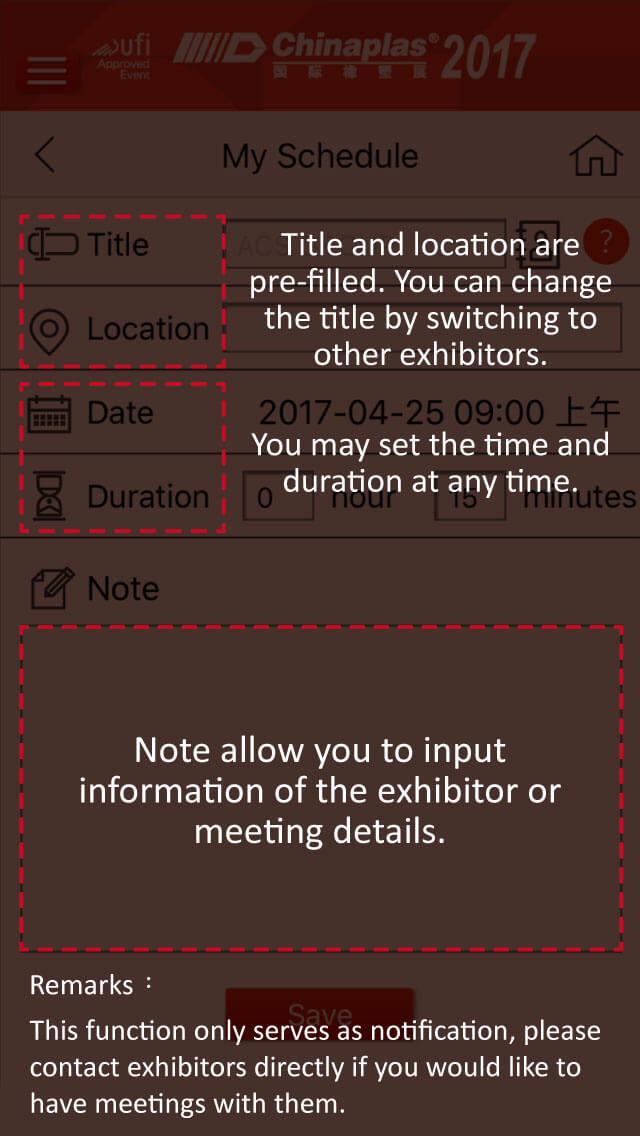 ufi
Approved
Event
Chinaplas® 2017
国际橡塑展
My Schedule
Title
ACS
?
Title and location are
pre-filled. You can change
the title by switching to
other exhibitors.
Location
Date
2017-04-25 09:00 上午
You may set the time and
duration at any time.
Duration
0 hour 15 minutes
Note
Note allow you to input
information of the exhibitor or
meeting details.
Remarks：
Save
This function only serves as notification, please
contact exhibitors directly if you would like to
have meetings with them.